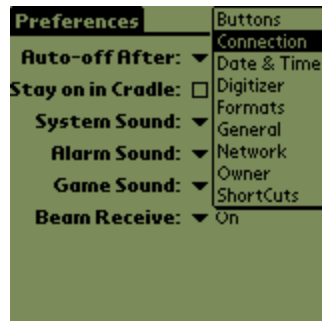 Preferences
Auto-off After:
Stay on in Cradle:
System Sound:
Alarm Sound:
Game Sound:
Beam Receive: On
Buttons
Connection
Date & Time
Digitizer
Formats
General
Network
Owner
ShortCuts